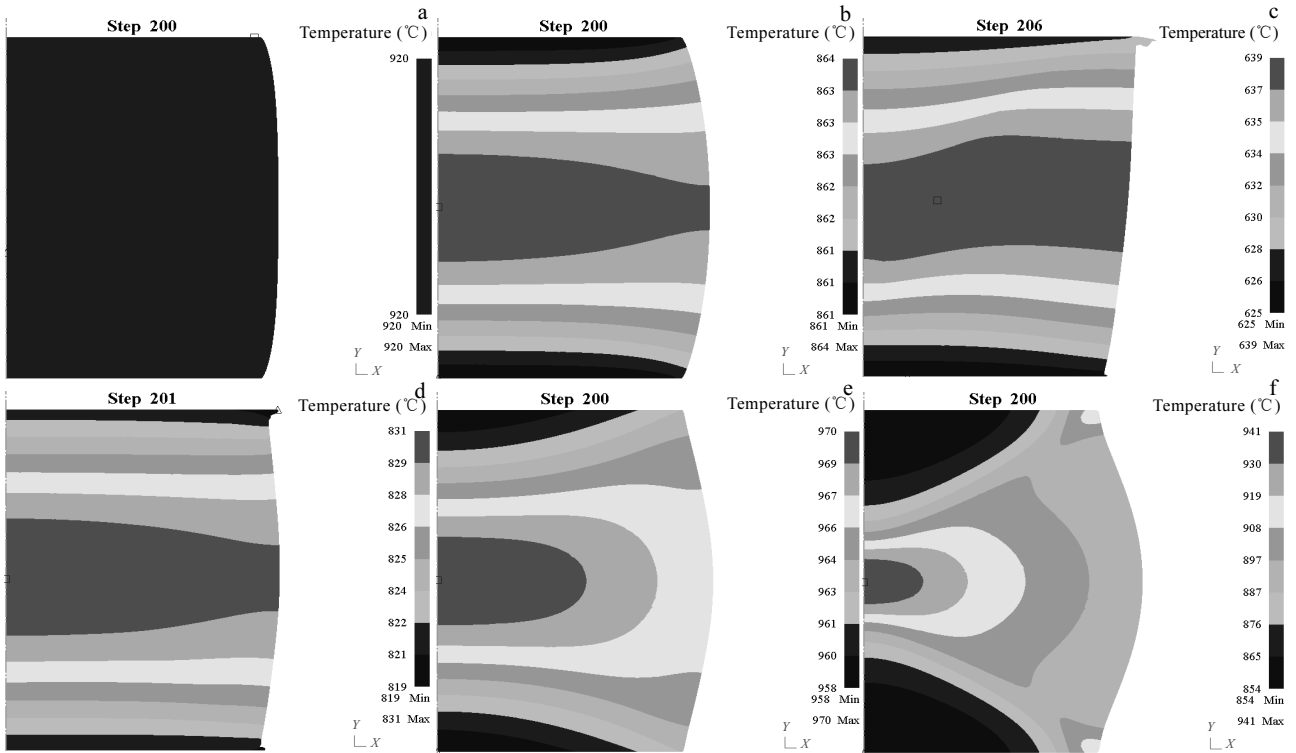 Step 200
a
Temperature (℃)
920
920
920 Min
920 Max
Y
X
Step 200
b
Temperature (℃)
864
863
863
863
862
862
861
861
861
861 Min
864 Max
Y
X
Step 206
c
Temperature (℃)
639
637
635
634
632
630
628
626
625
625 Min
639 Max
Y
X
Step 201
d
Temperature (℃)
831
829
828
826
825
824
822
821
819
819 Min
831 Max
Y
X
Step 200
e
Temperature (℃)
970
969
967
966
964
963
961
960
958
958 Min
970 Max
Y
X
Step 200
f
Temperature (℃)
941
930
919
908
897
887
876
865
854
854 Min
941 Max
Y
X